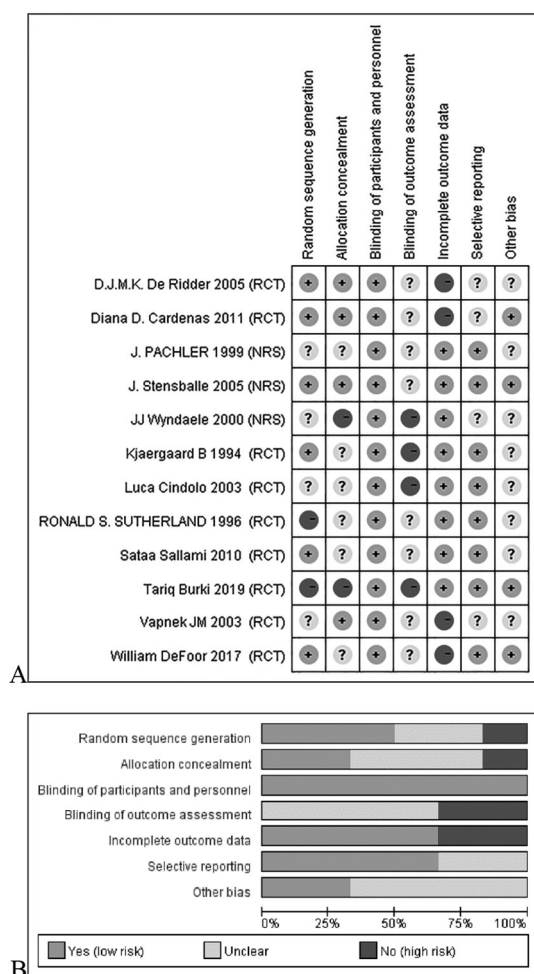 Random sequence generation
Allocation concealment
Blinding of participants and personnel
Blinding of outcome assessment
Incomplete outcome data
Selective reporting
Other bias
D.J.M.K. De Ridder 2005 (RCT) + + + ? - ? ?
Diana D. Cardenas 2011 (RCT) + + + ? - ? +
J. PACHLER 1999 (NRS) ? ? + ? + + ?
J. Stensballe 2005 (NRS) + + + ? + + +
JJ Wyndaele 2000 (NRS) ? - + - + ? ?
Kjaergaard B 1994 (RCT) + ? + - + + ?
Luca Cindolo 2003 (RCT) ? ? + - + + ?
RONALD S. SUTHERLAND 1996 (RCT) - ? + ? + + ?
Sataa Sallami 2010 (RCT) + ? + ? + + ?
Tariq Burki 2019 (RCT) - - + - + + +
Vapnek JM 2003 (RCT) ? + + ? - ? ?
William DeFoor 2017 (RCT) + ? + ? - + +
A
Random sequence generation
Allocation concealment
Blinding of participants and personnel
Blinding of outcome assessment
Incomplete outcome data
Selective reporting
Other bias
0% 25% 50% 75% 100%
Yes (low risk) Unclear No (high risk)
B